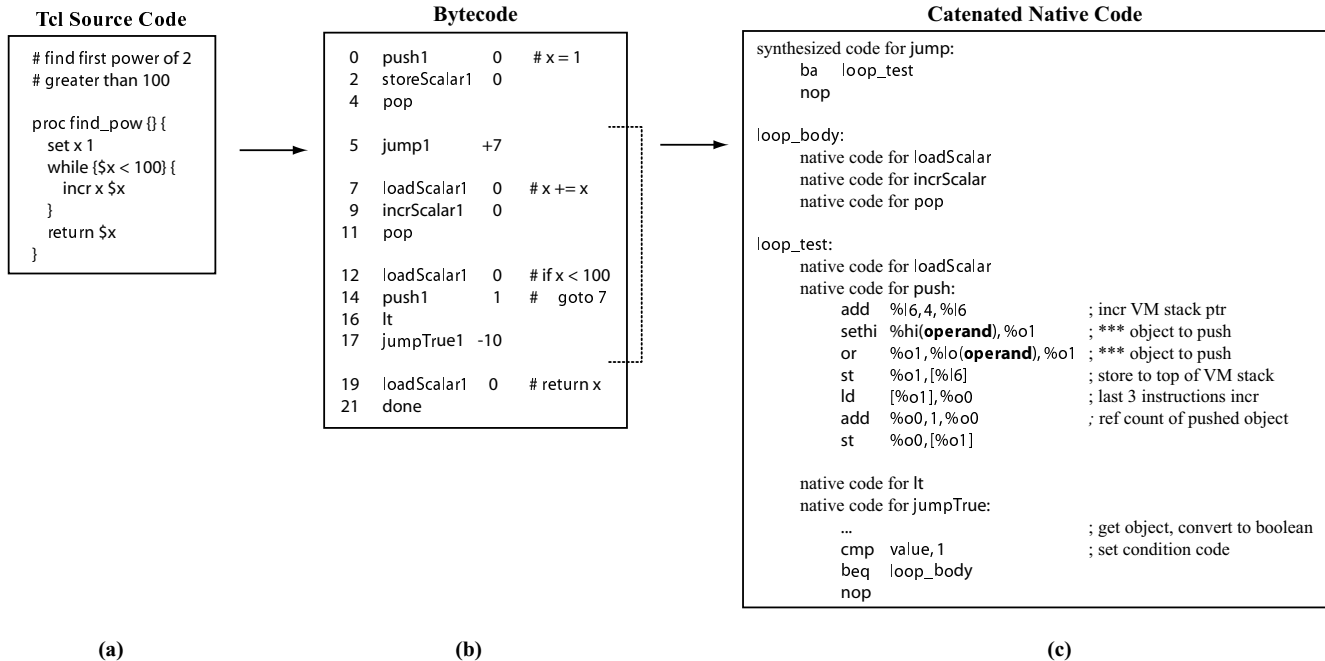 Tcl Source Code
# find first power of 2
# greater than 100
proc find_pow {} {
set x 1
while {$x < 100} {
incr x $x
}
return $x
}
(a)
Bytecode
0 push1 0 # x = 1
2 storeScalar1 0
4 pop
5 jump1 +7
7 loadScalar1 0 # x += x
9 incrScalar1 0
11 pop
12 loadScalar1 0 # if x < 100
14 push1 1 # goto 7
16 lt
17 jumpTrue1 -10
19 loadScalar1 0 # return x
21 done
(b)
Catenated Native Code
synthesized code for jump:
ba loop_test
nop
loop_body:
native code for loadScalar
native code for incrScalar
native code for pop
loop_test:
native code for loadScalar
native code for push:
add %l6, 4, %l6 ; incr VM stack ptr
sethi %hi(operand), %o1 ; *** object to push
or %o1, %lo(operand), %o1 ; *** object to push
st %o1, [%l6] ; store to top of VM stack
ld [%o1], %o0 ; last 3 instructions incr
add %o0, 1, %o0 ; ref count of pushed object
st %o0, [%o1]
native code for lt
native code for jumpTrue:
... ; get object, convert to boolean
cmp value, 1 ; set condition code
beq loop_body
nop
(c)